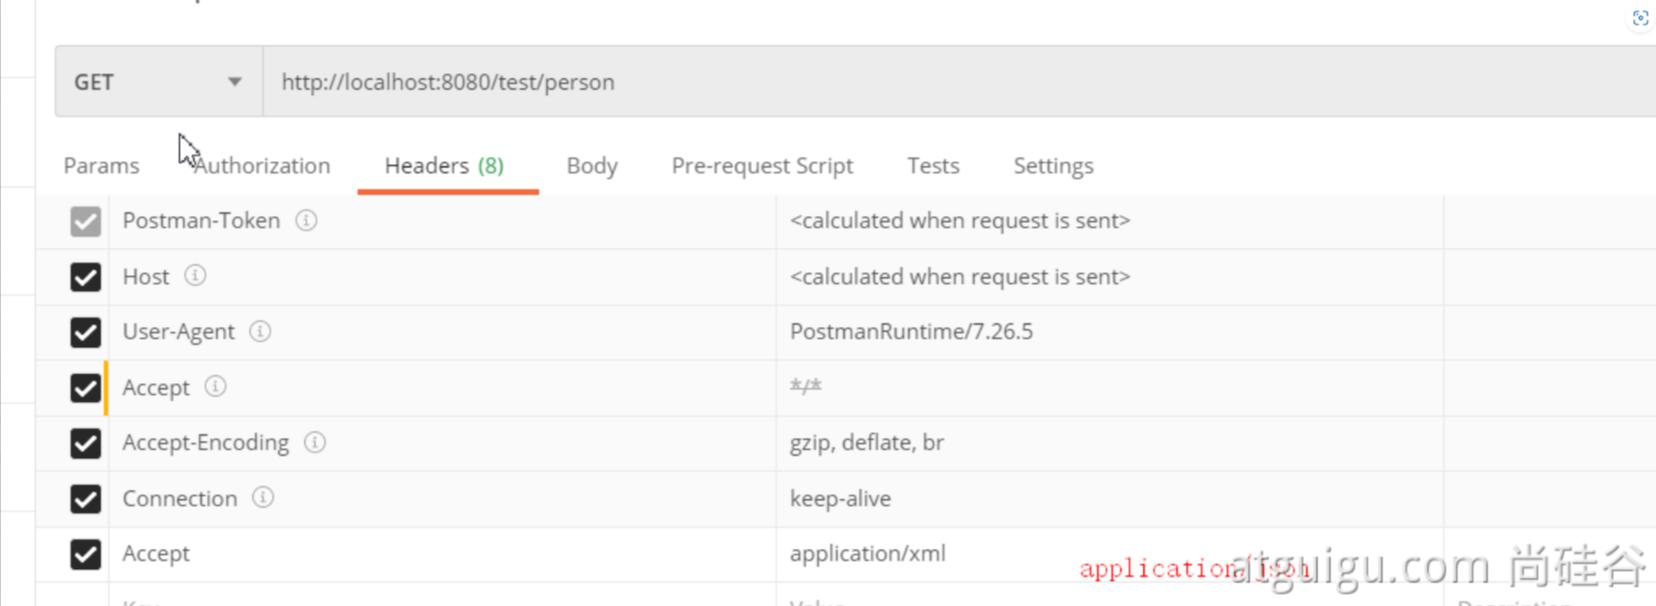 GET http://localhost:8080/test/person
Params Authorization Headers (8) Body Pre-request Script Tests Settings
Postman-Token <calculated when request is sent>
Host <calculated when request is sent>
User-Agent PostmanRuntime/7.26.5
Accept */*
Accept-Encoding gzip, deflate, br
Connection keep-alive
Accept application/xml
application/json
atguigu.com 尚硅谷
Key Value Description